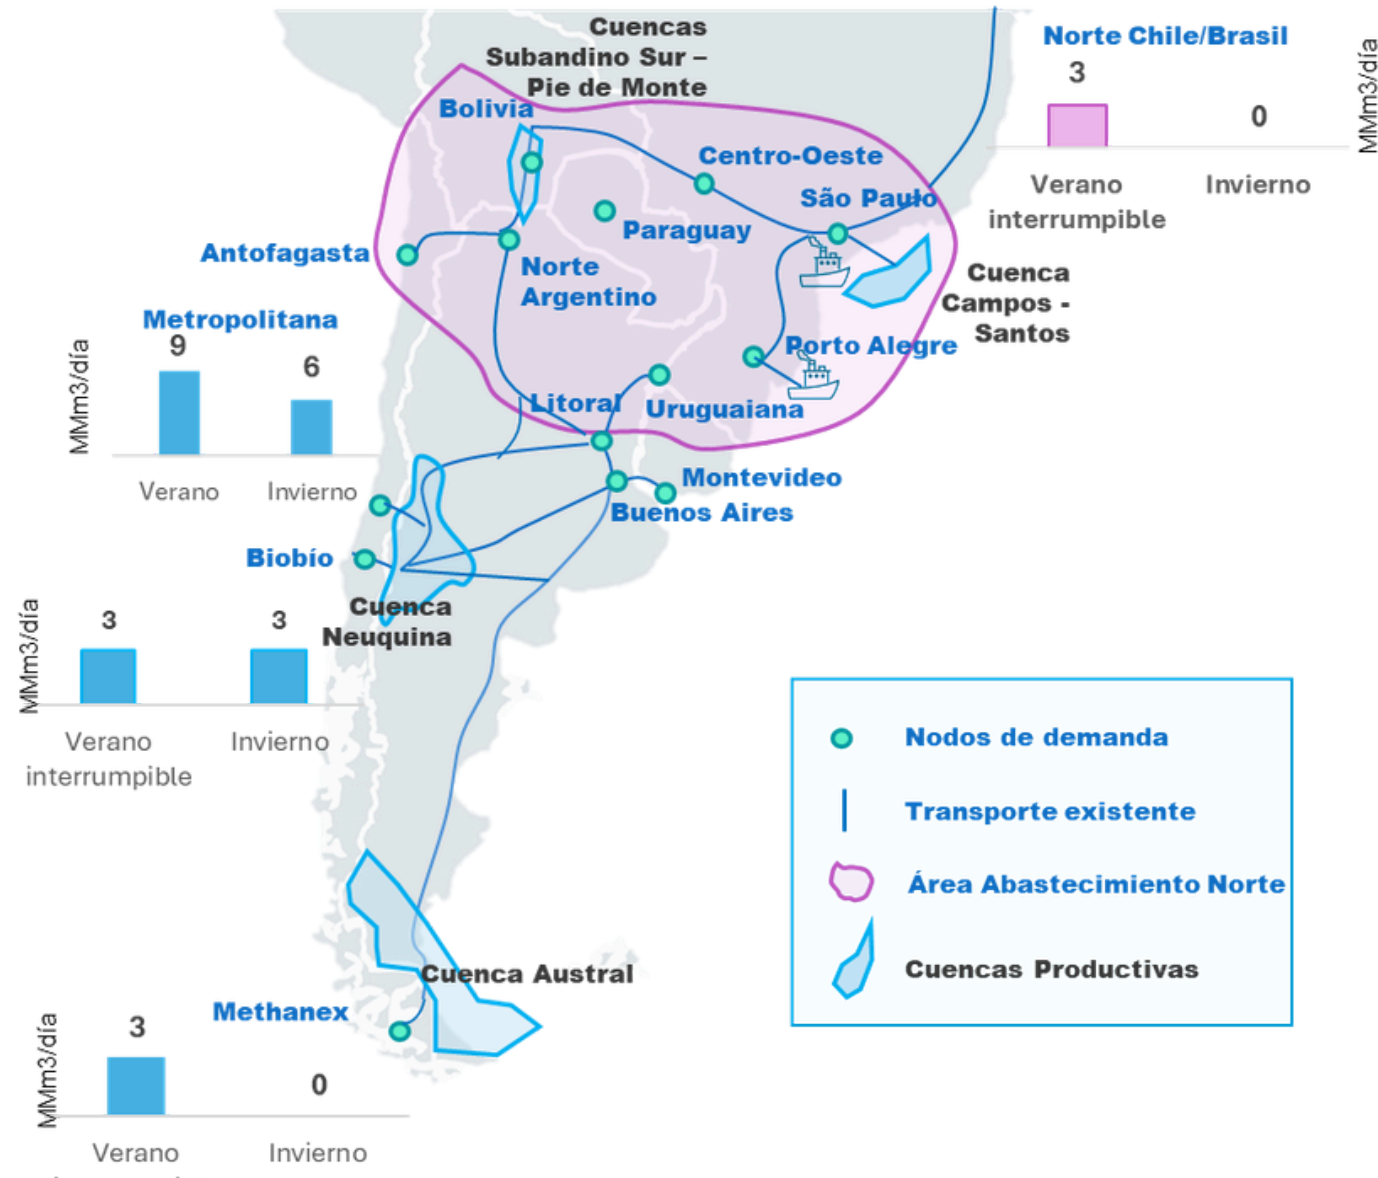 Cuencas
Subandino Sur –
Pie de Monte
Norte Chile/Brasil
3
0
MMm3/día
Verano
interrumpible
Invierno
Bolivia
Centro-Oeste
São Paulo
Paraguay
Antofagasta
Norte
Argentino
Cuenca
Campos -
Santos
Metropolitana
9
6
MMm3/día
Verano
Invierno
Porto Alegre
Litoral
Uruguaiana
Montevideo
Buenos Aires
Biobío
Cuenca
Neuquina
3
3
MMm3/día
Verano
interrumpible
Invierno
Nodos de demanda
Transporte existente
Área Abastecimiento Norte
Cuencas Productivas
Cuenca Austral
Methanex
3
0
MMm3/día
Verano
Invierno